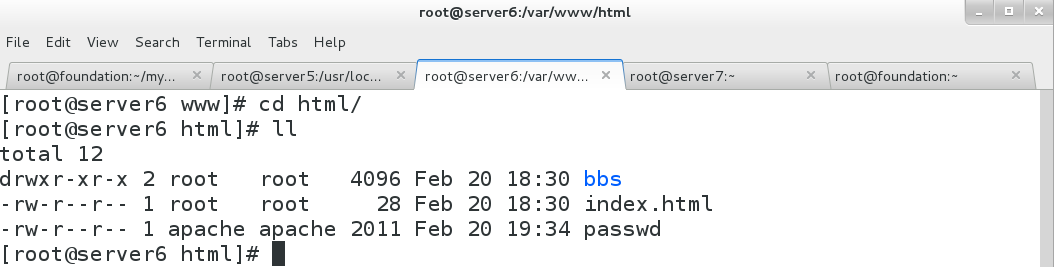 root@server6:/var/www/html
File Edit View Search Terminal Tabs Help
root@foundation:~/my... root@server5:/usr/loc... root@server6:/var/ww... root@server7:~ root@foundation:~
[root@server6 www]# cd html/
[root@server6 html]# ll
total 12
drwxr-xr-x 2 root   root   4096 Feb 20 18:30 bbs
-rw-r--r-- 1 root   root     28 Feb 20 18:30 index.html
-rw-r--r-- 1 apache apache 2011 Feb 20 19:34 passwd
[root@server6 html]#